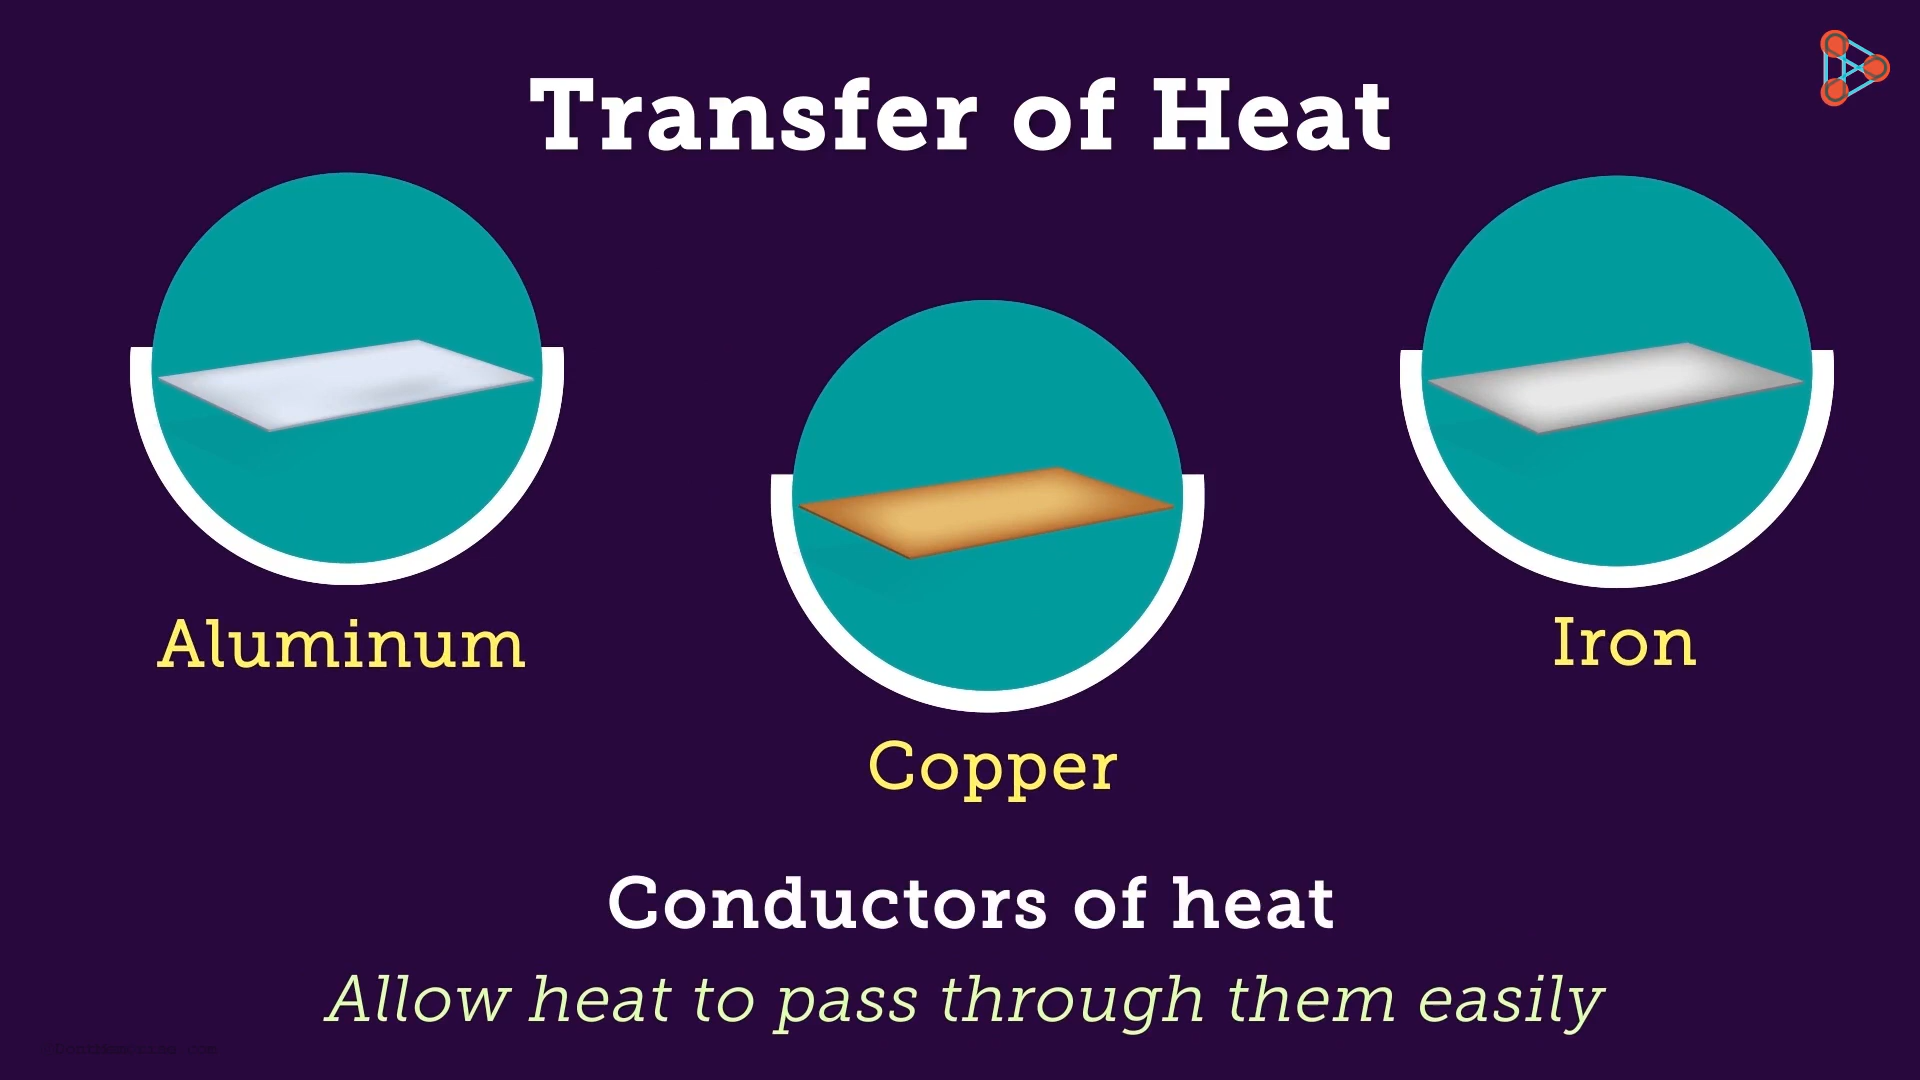 Transfer of Heat
Aluminum
Copper
Iron
Conductors of heat
Allow heat to pass through them easily